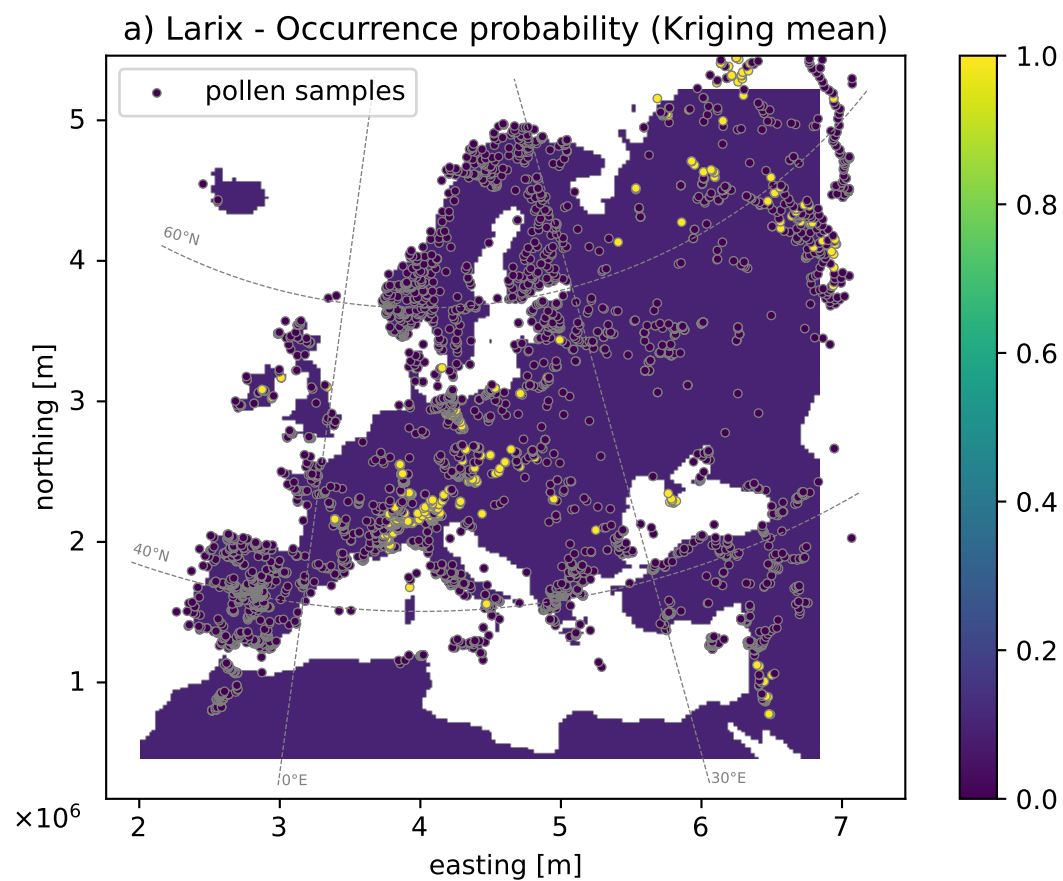 a) Larix - Occurrence probability (Kriging mean)
pollen samples
60°N
40°N
0°E
30°E
5
4
3
2
1
northing [m]
×10⁶
2 3 4 5 6 7
easting [m]
1.0
0.8
0.6
0.4
0.2
0.0